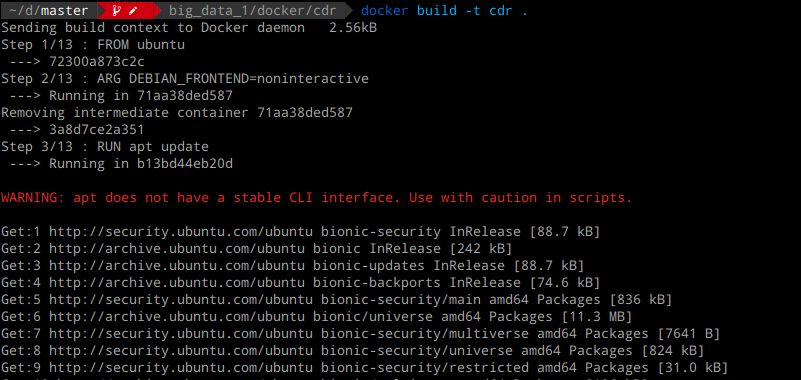 ~/d/master big_data_1/docker/cdr docker build -t cdr .
Sending build context to Docker daemon 2.56kB
Step 1/13 : FROM ubuntu
---> 72300a873c2c
Step 2/13 : ARG DEBIAN_FRONTEND=noninteractive
---> Running in 71aa38ded587
Removing intermediate container 71aa38ded587
---> 3a8d7ce2a351
Step 3/13 : RUN apt update
---> Running in b13bd44eb20d
WARNING: apt does not have a stable CLI interface. Use with caution in scripts.
Get:1 http://security.ubuntu.com/ubuntu bionic-security InRelease [88.7 kB]
Get:2 http://archive.ubuntu.com/ubuntu bionic InRelease [242 kB]
Get:3 http://archive.ubuntu.com/ubuntu bionic-updates InRelease [88.7 kB]
Get:4 http://archive.ubuntu.com/ubuntu bionic-backports InRelease [74.6 kB]
Get:5 http://security.ubuntu.com/ubuntu bionic-security/main amd64 Packages [836 kB]
Get:6 http://archive.ubuntu.com/ubuntu bionic/universe amd64 Packages [11.3 MB]
Get:7 http://security.ubuntu.com/ubuntu bionic-security/multiverse amd64 Packages [7641 B]
Get:8 http://security.ubuntu.com/ubuntu bionic-security/universe amd64 Packages [824 kB]
Get:9 http://security.ubuntu.com/ubuntu bionic-security/restricted amd64 Packages [31.0 kB]